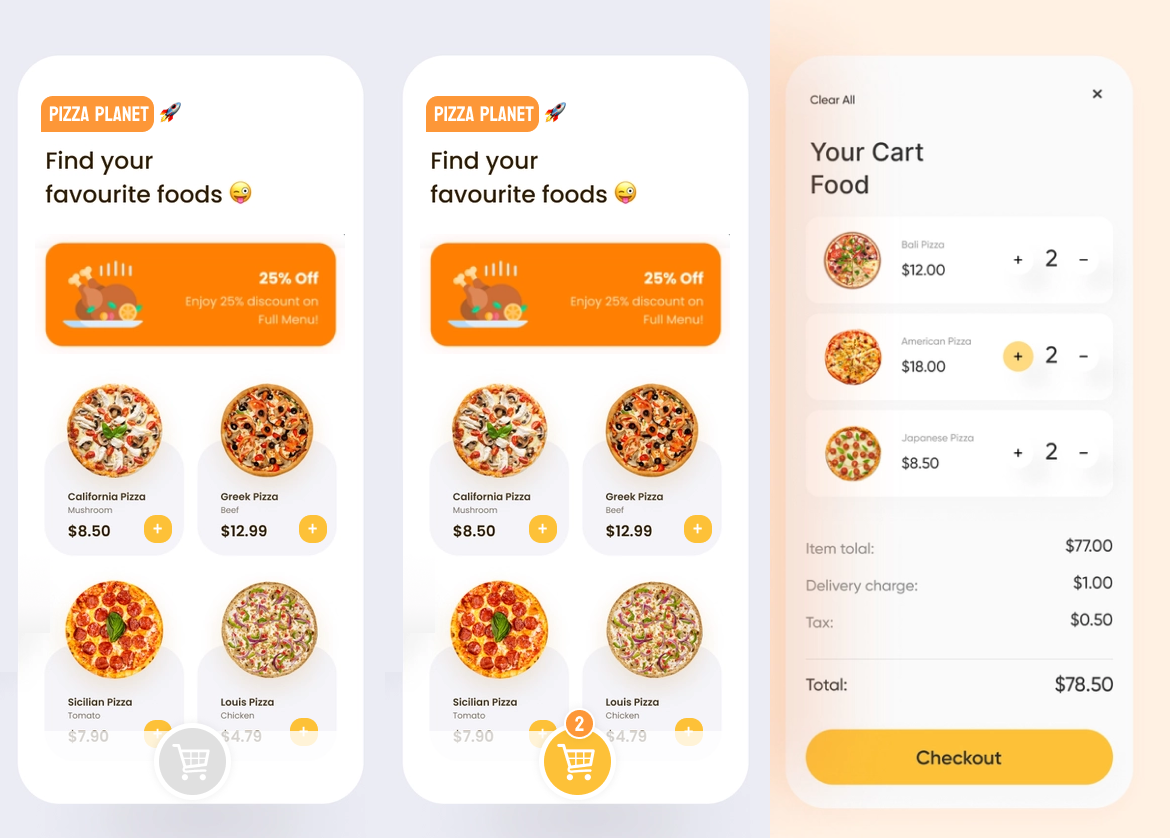 PIZZA PLANET 🚀
Find your
favourite foods 😜
25% Off
Enjoy 25% discount on
Full Menu!
California Pizza
Mushroom
$8.50
+
Greek Pizza
Beef
$12.99
+
Sicilian Pizza
Tomato
$7.90
+
Louis Pizza
Chicken
$4.79
+
PIZZA PLANET 🚀
Find your
favourite foods 😜
25% Off
Enjoy 25% discount on
Full Menu!
California Pizza
Mushroom
$8.50
+
Greek Pizza
Beef
$12.99
+
Sicilian Pizza
Tomato
$7.90
+
Louis Pizza
Chicken
$4.79
+
2
Clear All ×
Your Cart
Food
Bali Pizza
$12.00
+ 2 −
American Pizza
$18.00
+ 2 −
Japanese Pizza
$8.50
+ 2 −
Item tolal: $77.00
Delivery charge: $1.00
Tax: $0.50
Total: $78.50
Checkout